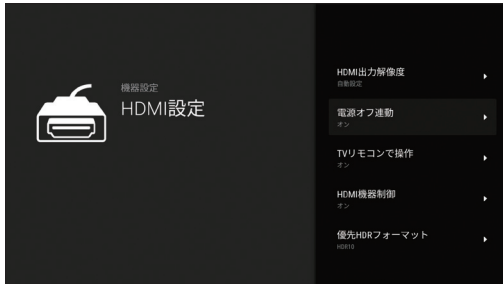 機器設定
HDMI設定
HDMI出力解像度
自動設定
電源オフ連動
オン
TVリモコンで操作
オン
HDMI機器制御
オン
優先HDRフォーマット
HDR10